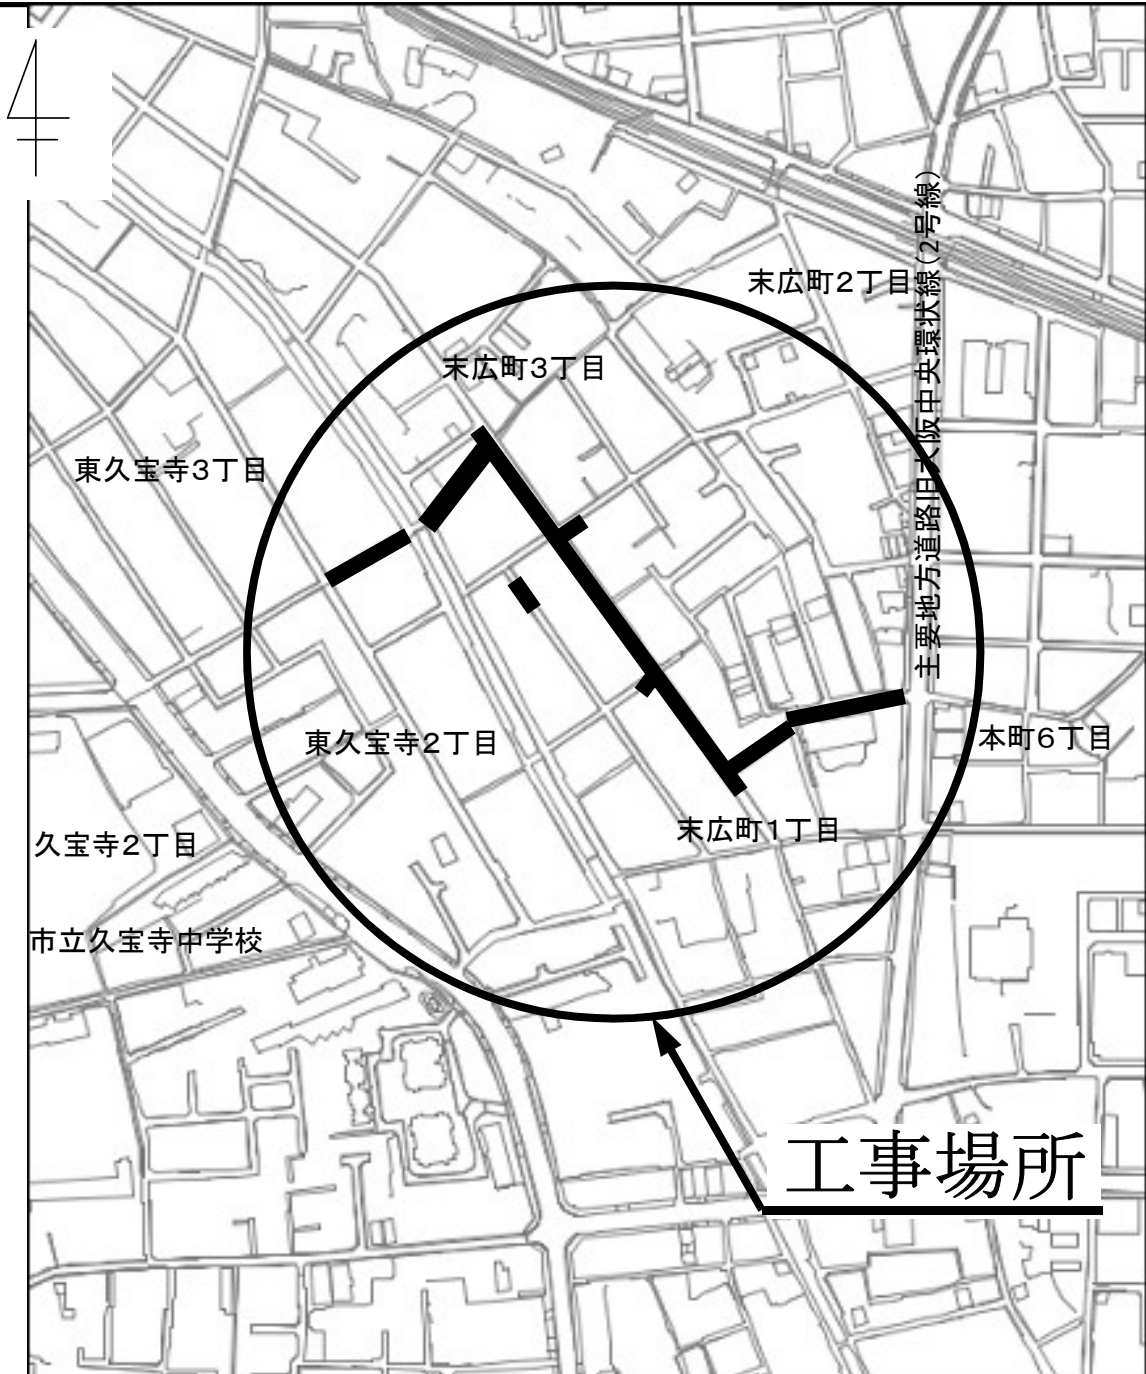 主要地方道路旧大阪中央環状線(2号線)
末広町2丁目
末広町3丁目
東久宝寺3丁目
東久宝寺2丁目
本町6丁目
末広町1丁目
久宝寺2丁目
市立久宝寺中学校
工事場所